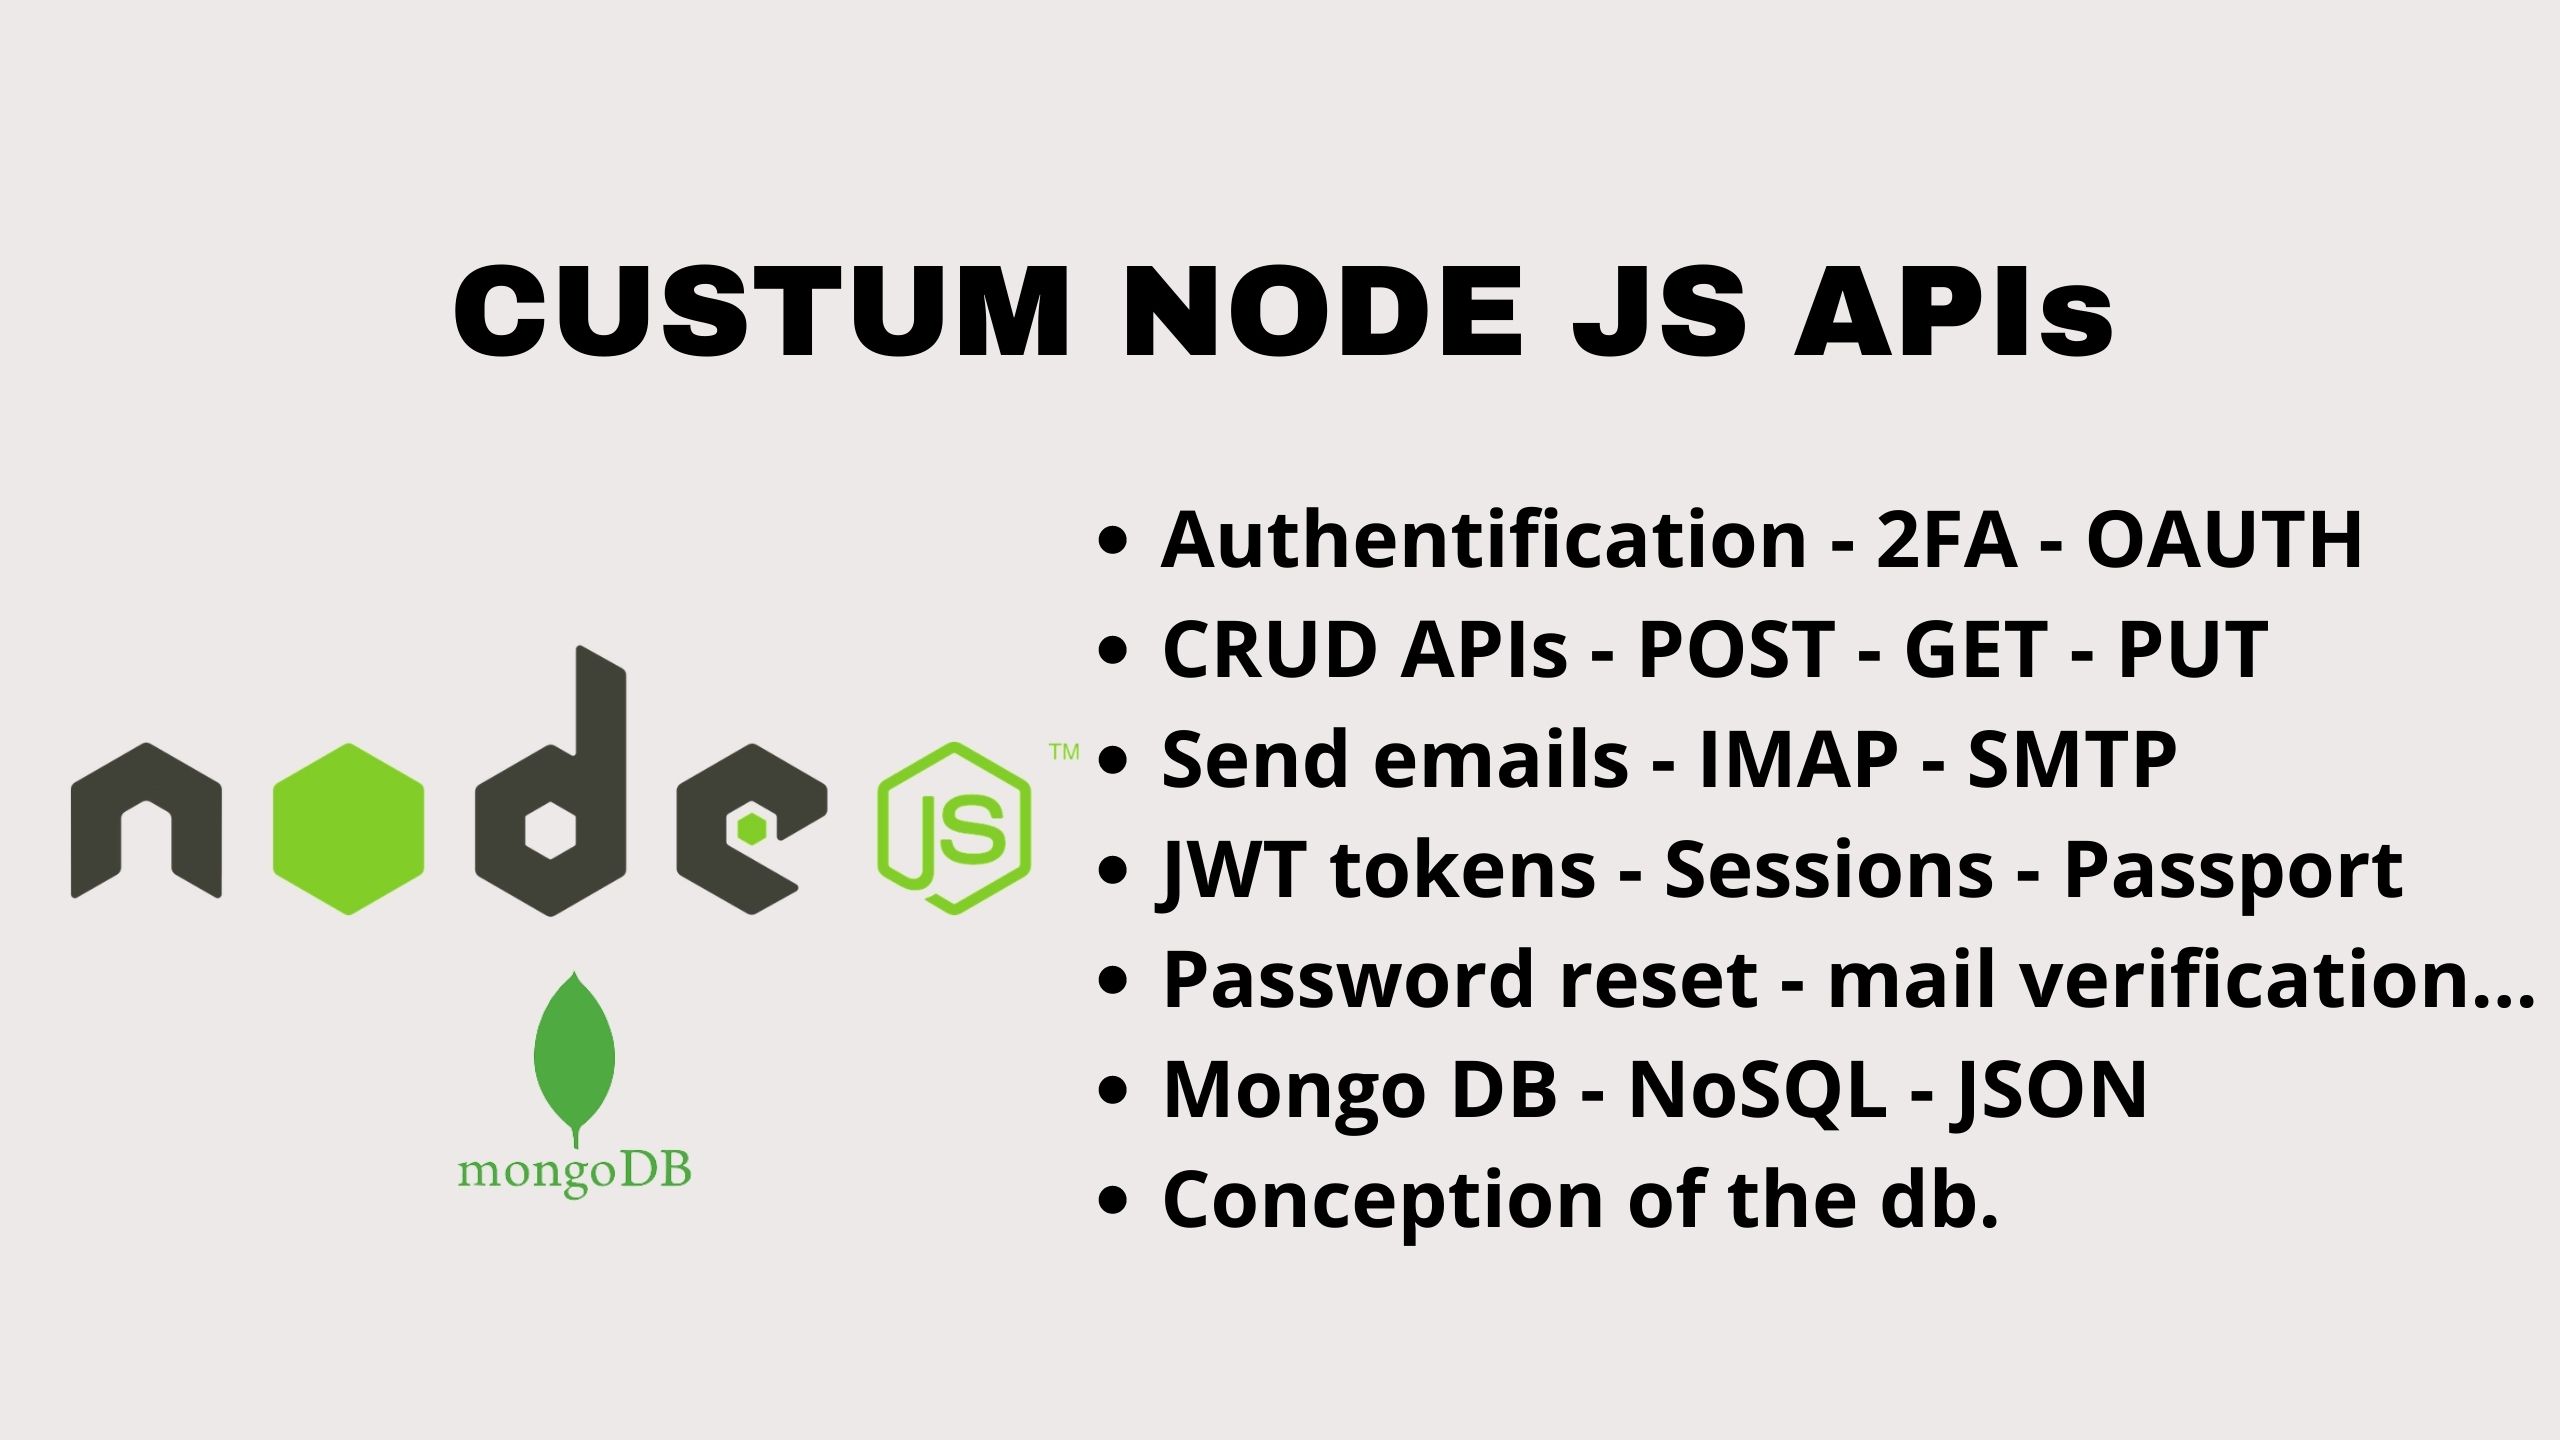 CUSTUM NODE JS APIs
• Authentification - 2FA - OAUTH
• CRUD APIs - POST - GET - PUT
• Send emails - IMAP - SMTP
• JWT tokens - Sessions - Passport
• Password reset - mail verification...
• Mongo DB - NoSQL - JSON
• Conception of the db.
node JS ™
mongoDB